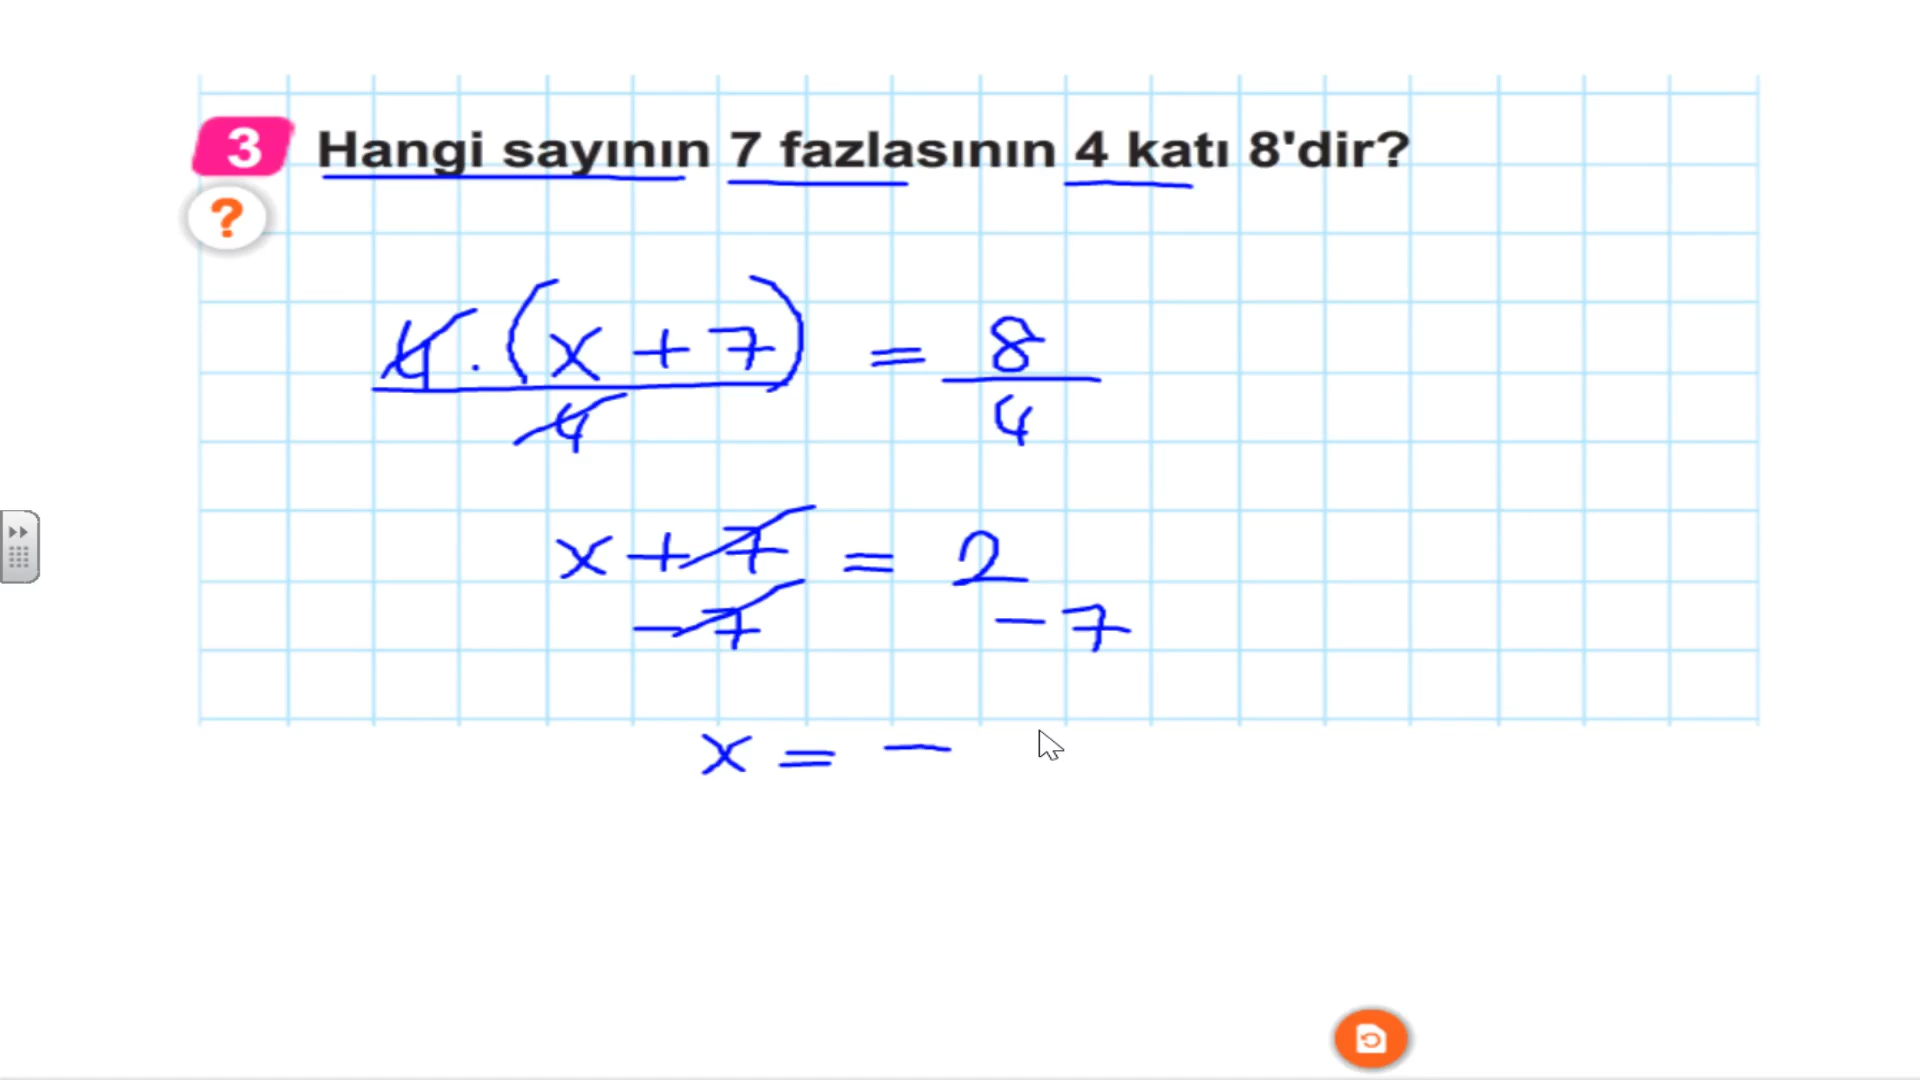 3 Hangi sayının 7 fazlasının 4 katı 8'dir?
?
4 . (x + 7) = 8
4 4
x + 7 = 2
- 7 - 7
x = -